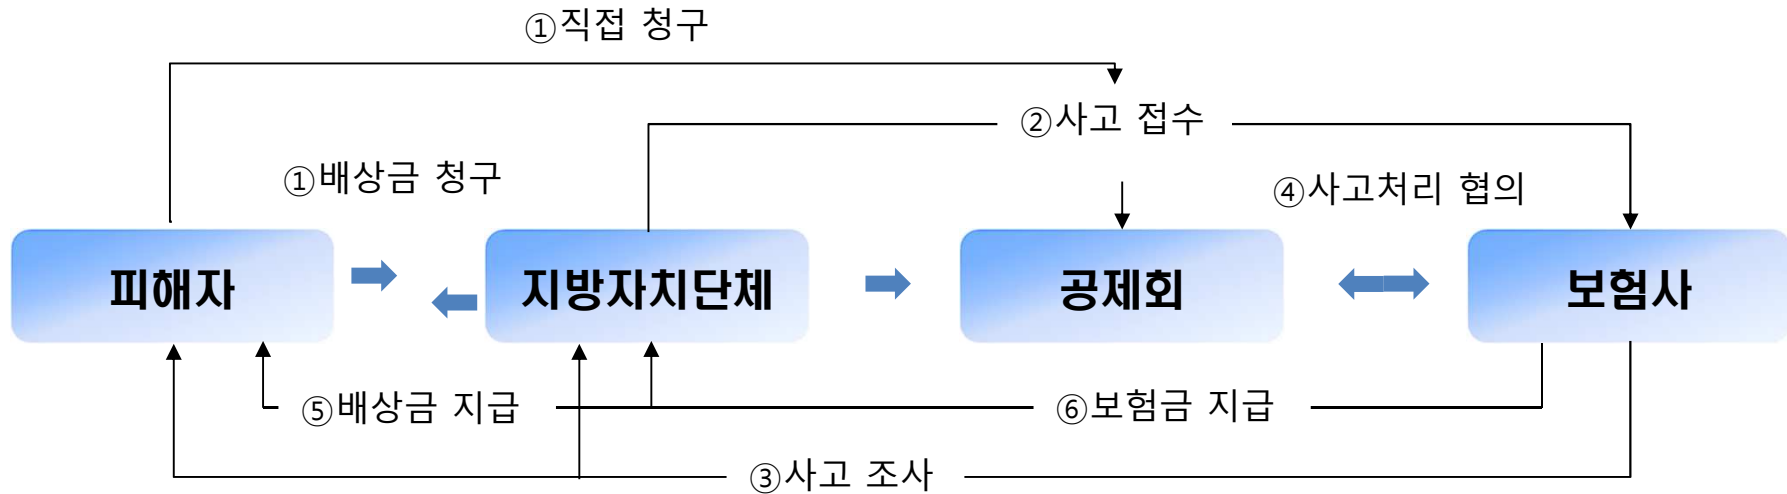 ①직접 청구
②사고 접수
①배상금 청구
④사고처리 협의
피해자
지방자치단체
공제회
보험사
⑤배상금 지급
⑥보험금 지급
③사고 조사